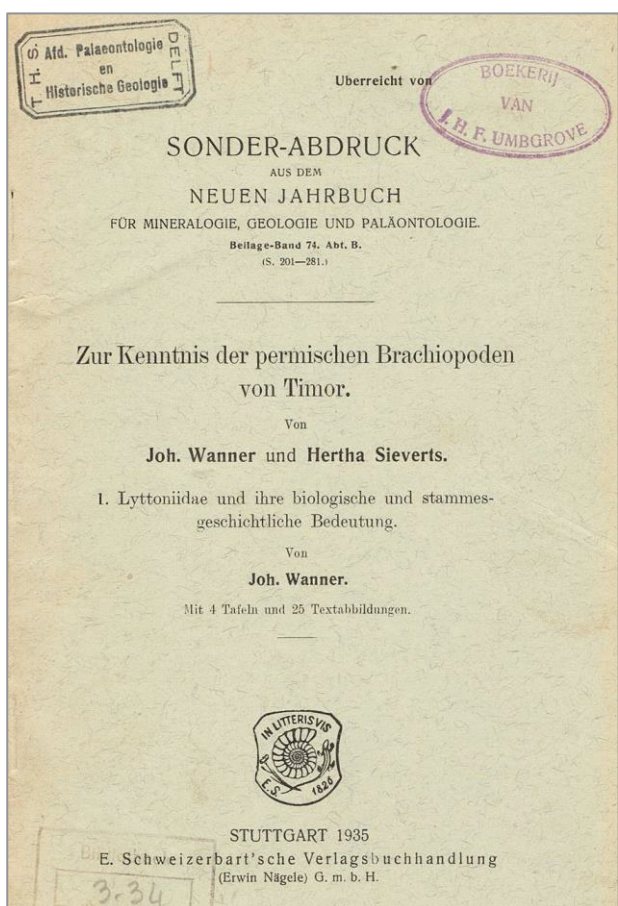 T. H. S.
Afd. Palaeontologie
en
Historische Geologie
DELFT
BOEKERIJ
VAN
J. H. F. UMBGROVE
Uberreicht von
SONDER-ABDRUCK
AUS DEM
NEUEN JAHRBUCH
FÜR MINERALOGIE, GEOLOGIE UND PALÄONTOLOGIE.
Beilage-Band 74. Abt. B.
(S. 201—281.)
Zur Kenntnis der permischen Brachiopoden
von Timor.
Von
Joh. Wanner und Hertha Sieverts.
1. Lyttoniidae und ihre biologische und stammes-
geschichtliche Bedeutung.
Von
Joh. Wanner.
Mit 4 Tafeln und 25 Textabbildungen.
IN LITTERIS VIS
E. S. 1826
STUTTGART 1935
E. Schweizerbart'sche Verlagsbuchhandlung
(Erwin Nägele) G. m. b. H.
3-34